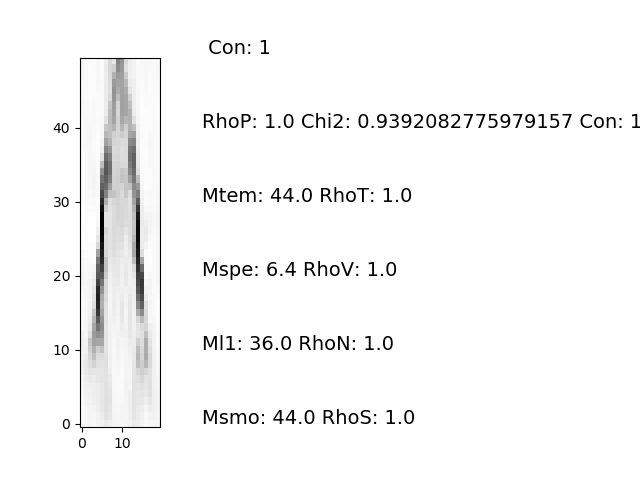 Con: 1
RhoP: 1.0 Chi2: 0.9392082775979157 Con: 1
Mtem: 44.0 RhoT: 1.0
Mspe: 6.4 RhoV: 1.0
Ml1: 36.0 RhoN: 1.0
Msmo: 44.0 RhoS: 1.0
40
30
20
10
0
0 10